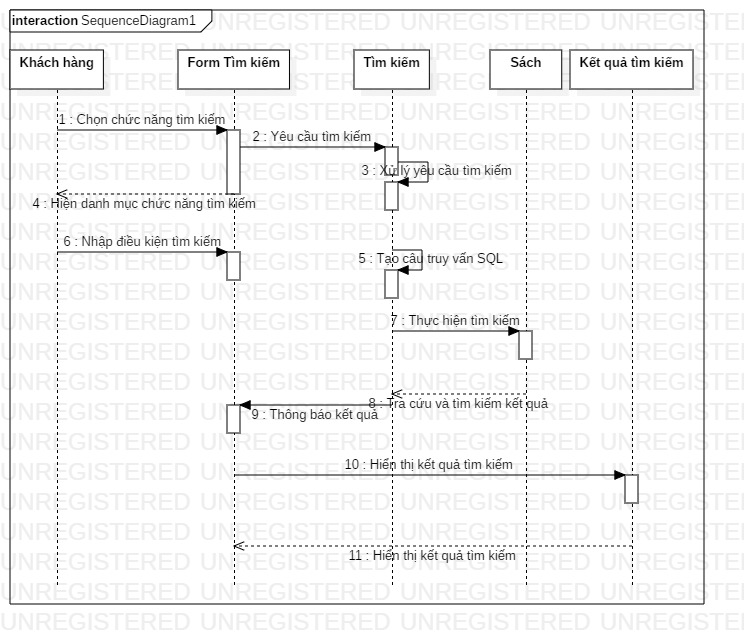 interaction SequenceDiagram1
Khách hàng
Form Tìm kiếm
Tìm kiếm
Sách
Kết quả tìm kiếm
1 : Chọn chức năng tìm kiếm
2 : Yêu cầu tìm kiếm
3 : Xử lý yêu cầu tìm kiếm
4 : Hiện danh mục chức năng tìm kiếm
6 : Nhập điều kiện tìm kiếm
5 : Tạo câu truy vấn SQL
7 : Thực hiện tìm kiếm
8 : Tra cứu và tìm kiếm kết quả
9 : Thông báo kết quả
10 : Hiển thị kết quả tìm kiếm
11 : Hiển thị kết quả tìm kiếm
UNREGISTERED